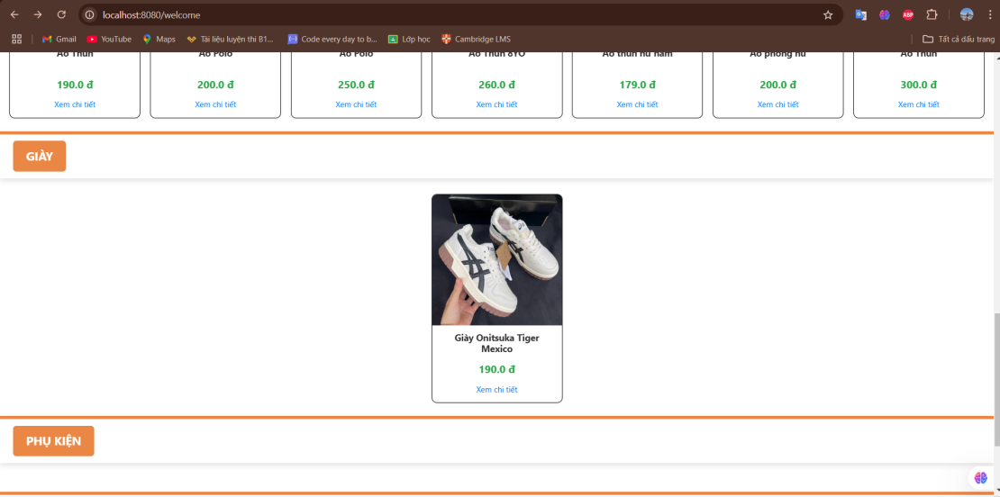 localhost:8080/welcome
Gmail
YouTube
Maps
Tài liệu luyện thi B1...
Code every day to b...
Lớp học
Cambridge LMS
Tất cả dấu trang
ABP
Áo Thun
Áo Polo
Áo Polo
Áo Thun 8YO
Áo thun nữ nam
Áo phông nữ
Áo Thun
190.0 đ
200.0 đ
250.0 đ
260.0 đ
179.0 đ
200.0 đ
300.0 đ
Xem chi tiết
Xem chi tiết
Xem chi tiết
Xem chi tiết
Xem chi tiết
Xem chi tiết
Xem chi tiết
GIÀY
Giày Onitsuka Tiger
Mexico
190.0 đ
Xem chi tiết
PHỤ KIỆN